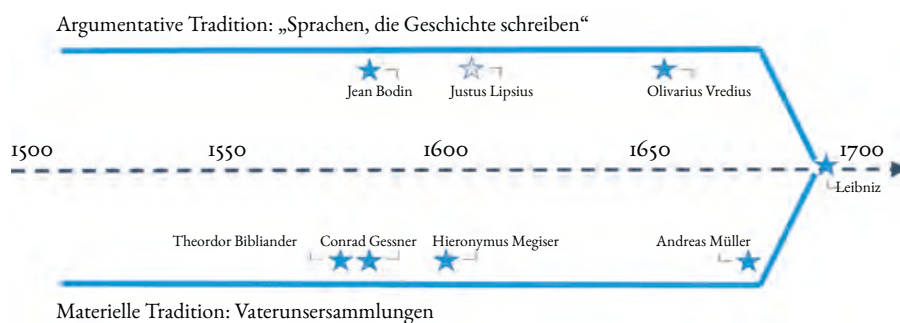 Argumentative Tradition: „Sprachen, die Geschichte schreiben“
Jean Bodin
Justus Lipsius
Olivarius Vredius
1500
1550
1600
1650
1700
Leibniz
Theordor Bibliander
Conrad Gessner
Hieronymus Megiser
Andreas Müller
Materielle Tradition: Vaterunsersammlungen